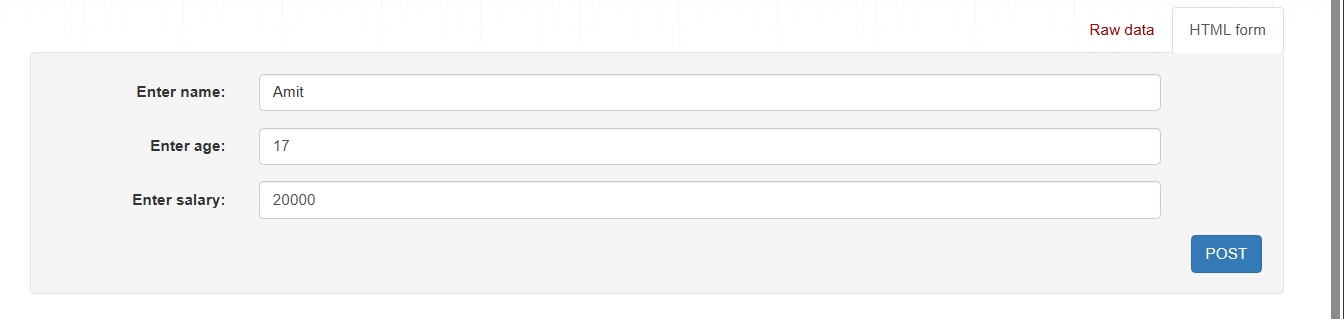 Raw data HTML form
Enter name: Amit
Enter age: 17
Enter salary: 20000
POST